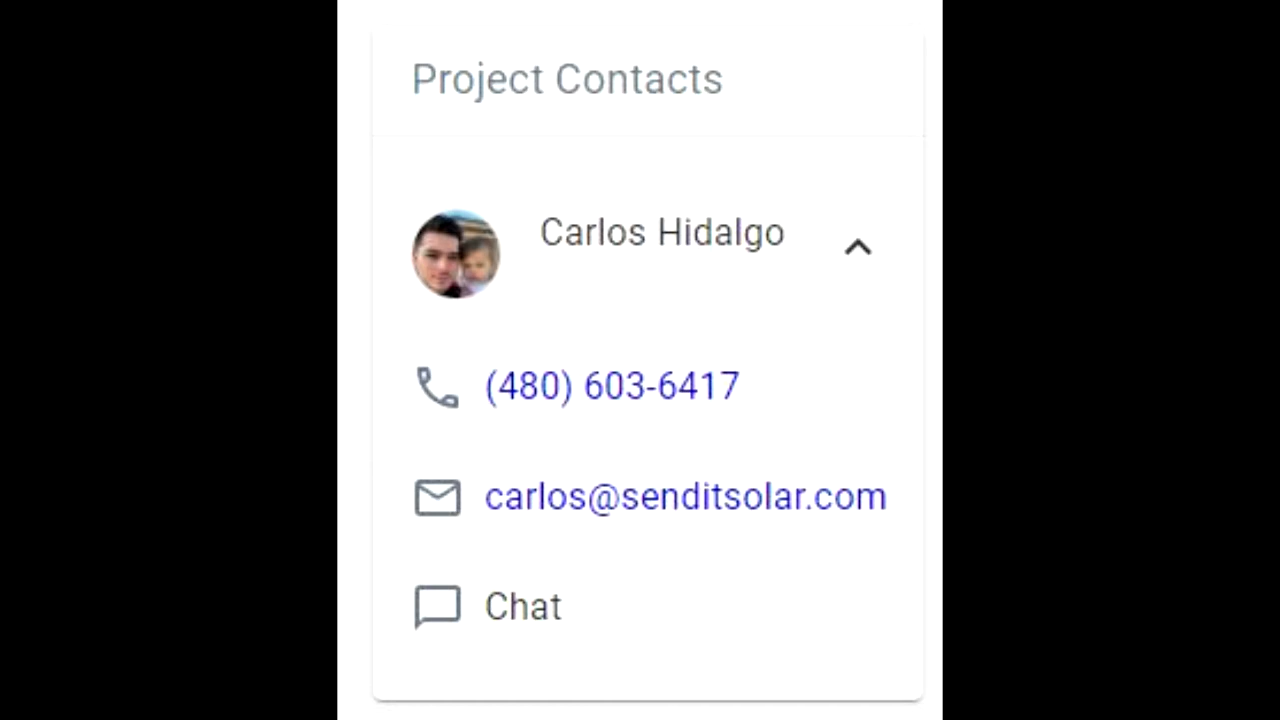 Project Contacts
Carlos Hidalgo
(480) 603-6417
carlos@senditsolar.com
Chat